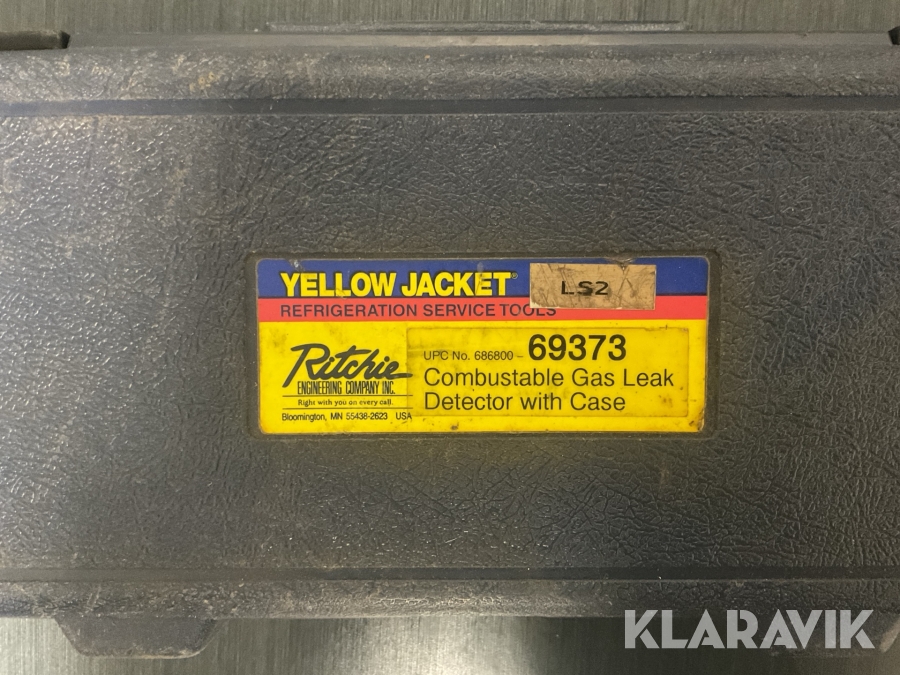 YELLOW JACKET®
LS2
REFRIGERATION SERVICE TOOLS
Ritchie
ENGINEERING COMPANY INC.
Right with you on every call.
Bloomington, MN 55438-2623 USA
UPC No. 686800 - 69373
Combustable Gas Leak
Detector with Case
KLARAVIK